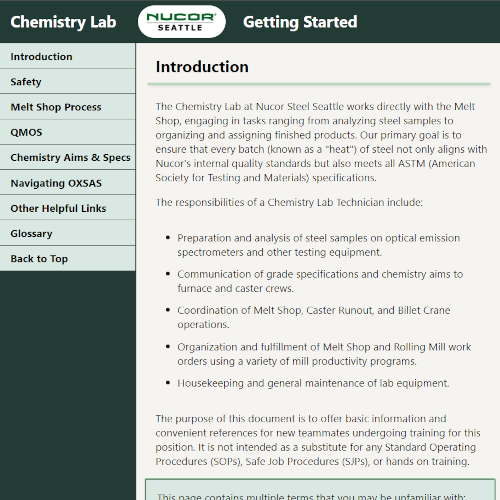 Chemistry Lab
NUCOR®
SEATTLE
Getting Started
Introduction
Safety
Melt Shop Process
QMOS
Chemistry Aims & Specs
Navigating OXSAS
Other Helpful Links
Glossary
Back to Top
Introduction
The Chemistry Lab at Nucor Steel Seattle works directly with the Melt
Shop, engaging in tasks ranging from analyzing steel samples to
organizing and assigning finished products. Our primary goal is to
ensure that every batch (known as a "heat") of steel not only aligns with
Nucor's internal quality standards but also meets all ASTM (American
Society for Testing and Materials) specifications.
The responsibilities of a Chemistry Lab Technician include:
• Preparation and analysis of steel samples on optical emission
spectrometers and other testing equipment.
• Communication of grade specifications and chemistry aims to
furnace and caster crews.
• Coordination of Melt Shop, Caster Runout, and Billet Crane
operations.
• Organization and fulfillment of Melt Shop and Rolling Mill work
orders using a variety of mill productivity programs.
• Housekeeping and general maintenance of lab equipment.
The purpose of this document is to offer basic information and
convenient references for new teammates undergoing training for this
position. It is not intended as a substitute for any Standard Operating
Procedures (SOPs), Safe Job Procedures (SJPs), or hands on training.
This page contains multiple terms that you may be unfamiliar with: